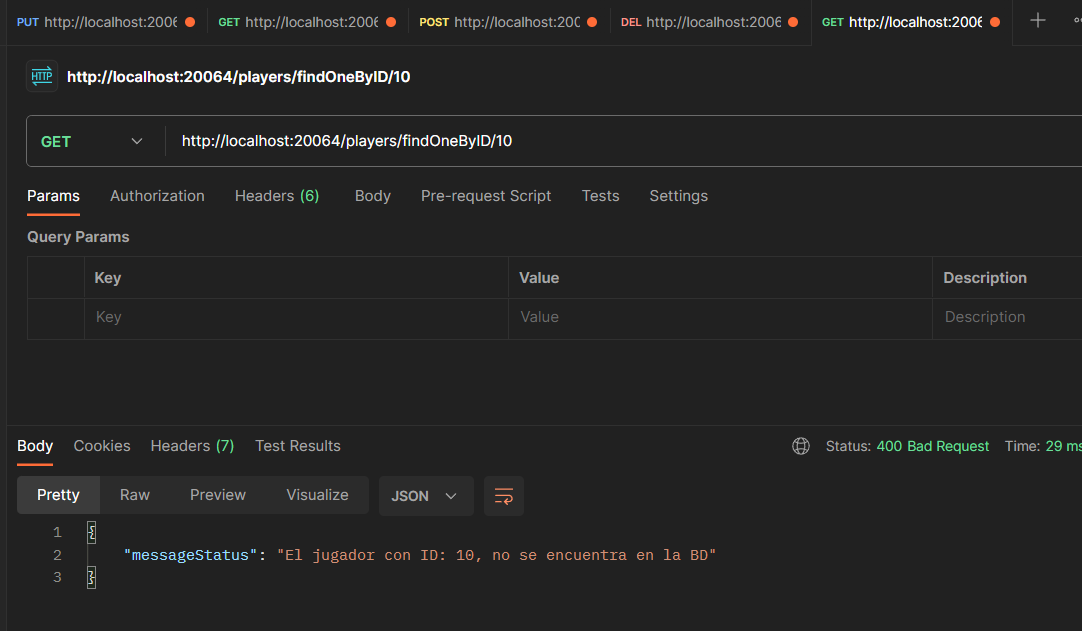 PUT http://localhost:2006 GET http://localhost:2006 POST http://localhost:200 DEL http://localhost:2006 GET http://localhost:2006
HTTP http://localhost:20064/players/findOneByID/10
GET http://localhost:20064/players/findOneByID/10
Params Authorization Headers (6) Body Pre-request Script Tests Settings
Query Params
Key Value Description
Key Value Description
Body Cookies Headers (7) Test Results Status: 400 Bad Request Time: 29 ms
Pretty Raw Preview Visualize JSON
1 {
2 "messageStatus": "El jugador con ID: 10, no se encuentra en la BD"
3 }